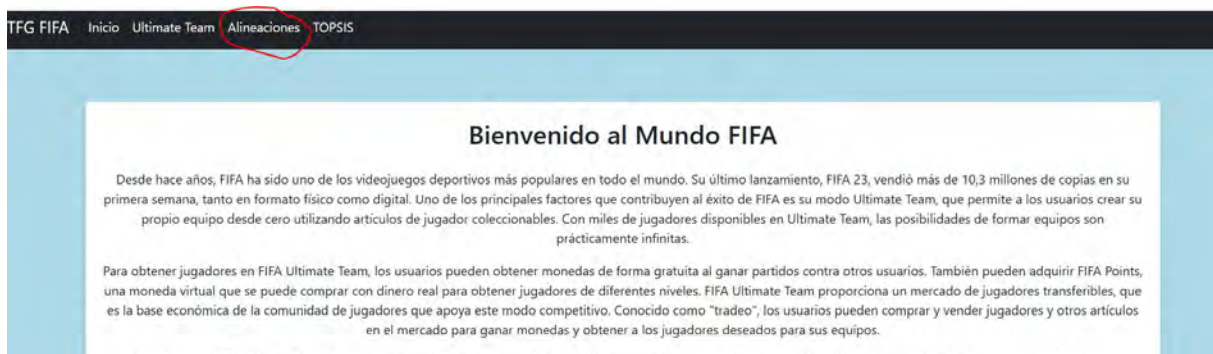 TFG FIFA Inicio Ultimate Team Alineaciones TOPSIS
Bienvenido al Mundo FIFA
Desde hace años, FIFA ha sido uno de los videojuegos deportivos más populares en todo el mundo. Su último lanzamiento, FIFA 23, vendió más de 10,3 millones de copias en su
primera semana, tanto en formato físico como digital. Uno de los principales factores que contribuyen al éxito de FIFA es su modo Ultimate Team, que permite a los usuarios crear su
propio equipo desde cero utilizando artículos de jugador coleccionables. Con miles de jugadores disponibles en Ultimate Team, las posibilidades de formar equipos son
prácticamente infinitas.
Para obtener jugadores en FIFA Ultimate Team, los usuarios pueden obtener monedas de forma gratuita al ganar partidos contra otros usuarios. También pueden adquirir FIFA Points,
una moneda virtual que se puede comprar con dinero real para obtener jugadores de diferentes niveles. FIFA Ultimate Team proporciona un mercado de jugadores transferibles, que
es la base económica de la comunidad de jugadores que apoya este modo competitivo. Conocido como "tradeo", los usuarios pueden comprar y vender jugadores y otros artículos
en el mercado para ganar monedas y obtener a los jugadores deseados para sus equipos.